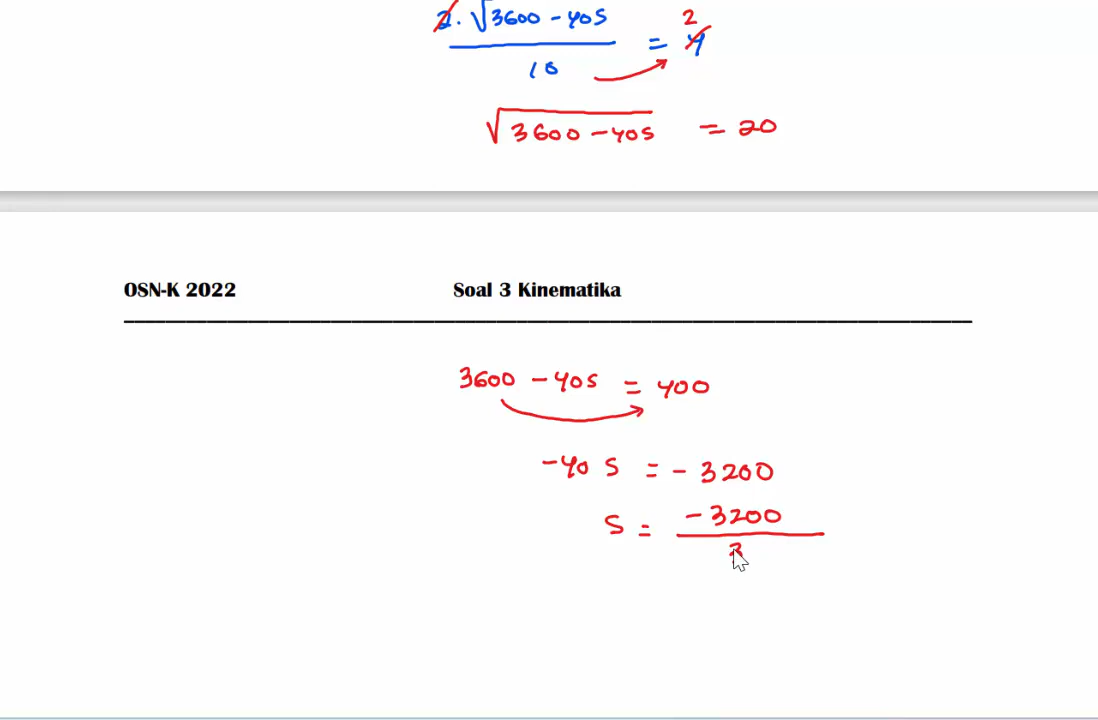 2 . √3600 - 40s = 4 2
10
√3600 - 40s = 20
OSN-K 2022 Soal 3 Kinematika
3600 - 40s = 400
-40 s = - 3200
s = - 3200